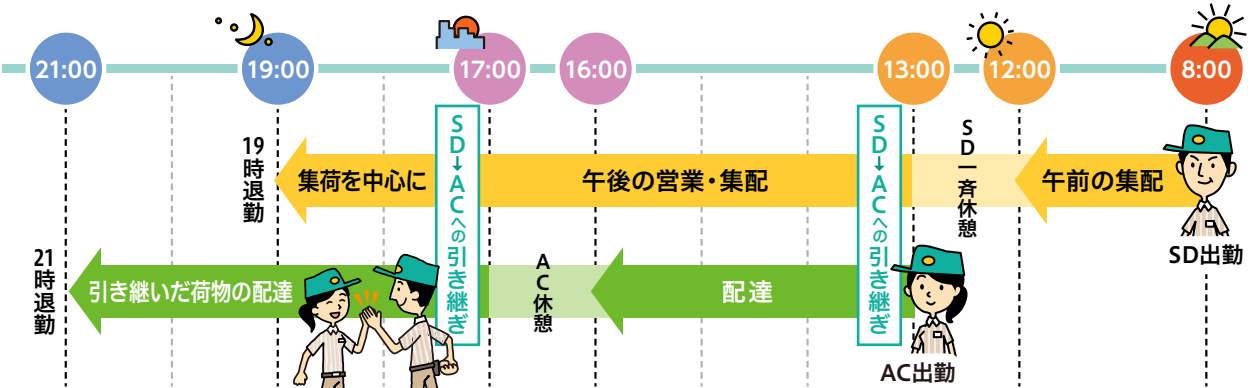 21:00
19:00
17:00
16:00
13:00
12:00
8:00
19時退勤
集荷を中心に
SD→ACへの引き継ぎ
午後の営業・集配
SD→ACへの引き継ぎ
SD一斉休憩
午前の集配
SD出勤
21時退勤
引き継いだ荷物の配達
AC休憩
配達
AC出勤